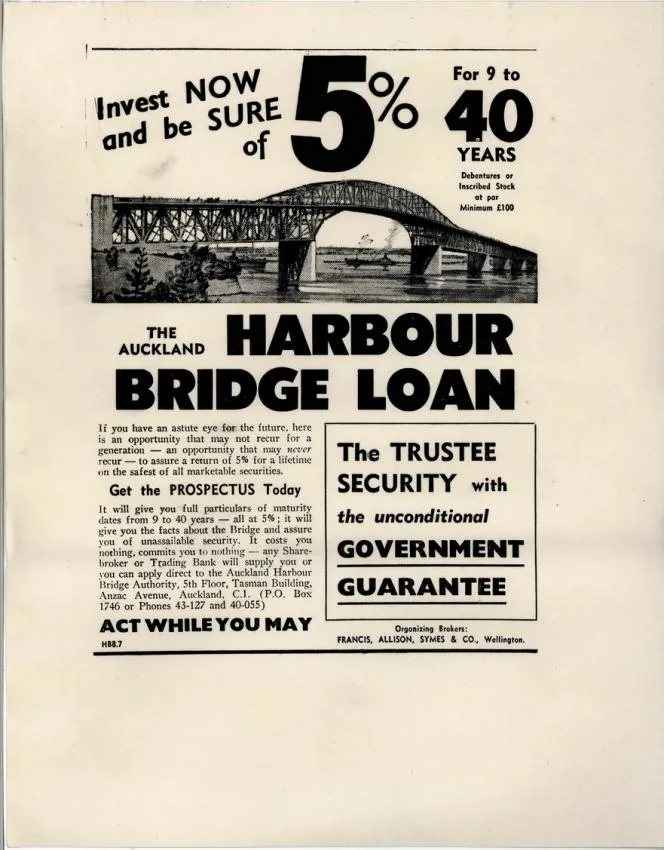 Invest NOW
and be SURE
of
5%
For 9 to
40
YEARS
Debentures or
Inscribed Stock
at par
Minimum £100
THE
AUCKLAND
HARBOUR
BRIDGE LOAN
If you have an astute eye for the future, here
is an opportunity that may not recur for a
generation — an opportunity that may never
recur — to assure a return of 5% for a lifetime
on the safest of all marketable securities.
Get the PROSPECTUS Today
It will give you full particulars of maturity
dates from 9 to 40 years — all at 5%; it will
give you the facts about the Bridge and assure
you of unassailable security. It costs you
nothing, commits you to nothing — any Share-
broker or Trading Bank will supply you or
you can apply direct to the Auckland Harbour
Bridge Authority, 5th Floor, Tasman Building,
Anzac Avenue, Auckland, C.1. (P.O. Box
1746 or Phones 43-127 and 40-055)
ACT WHILE YOU MAY
HB8.7
The TRUSTEE
SECURITY with
the unconditional
GOVERNMENT
GUARANTEE
Organizing Brokers:
FRANCIS, ALLISON, SYMES & CO., Wellington.